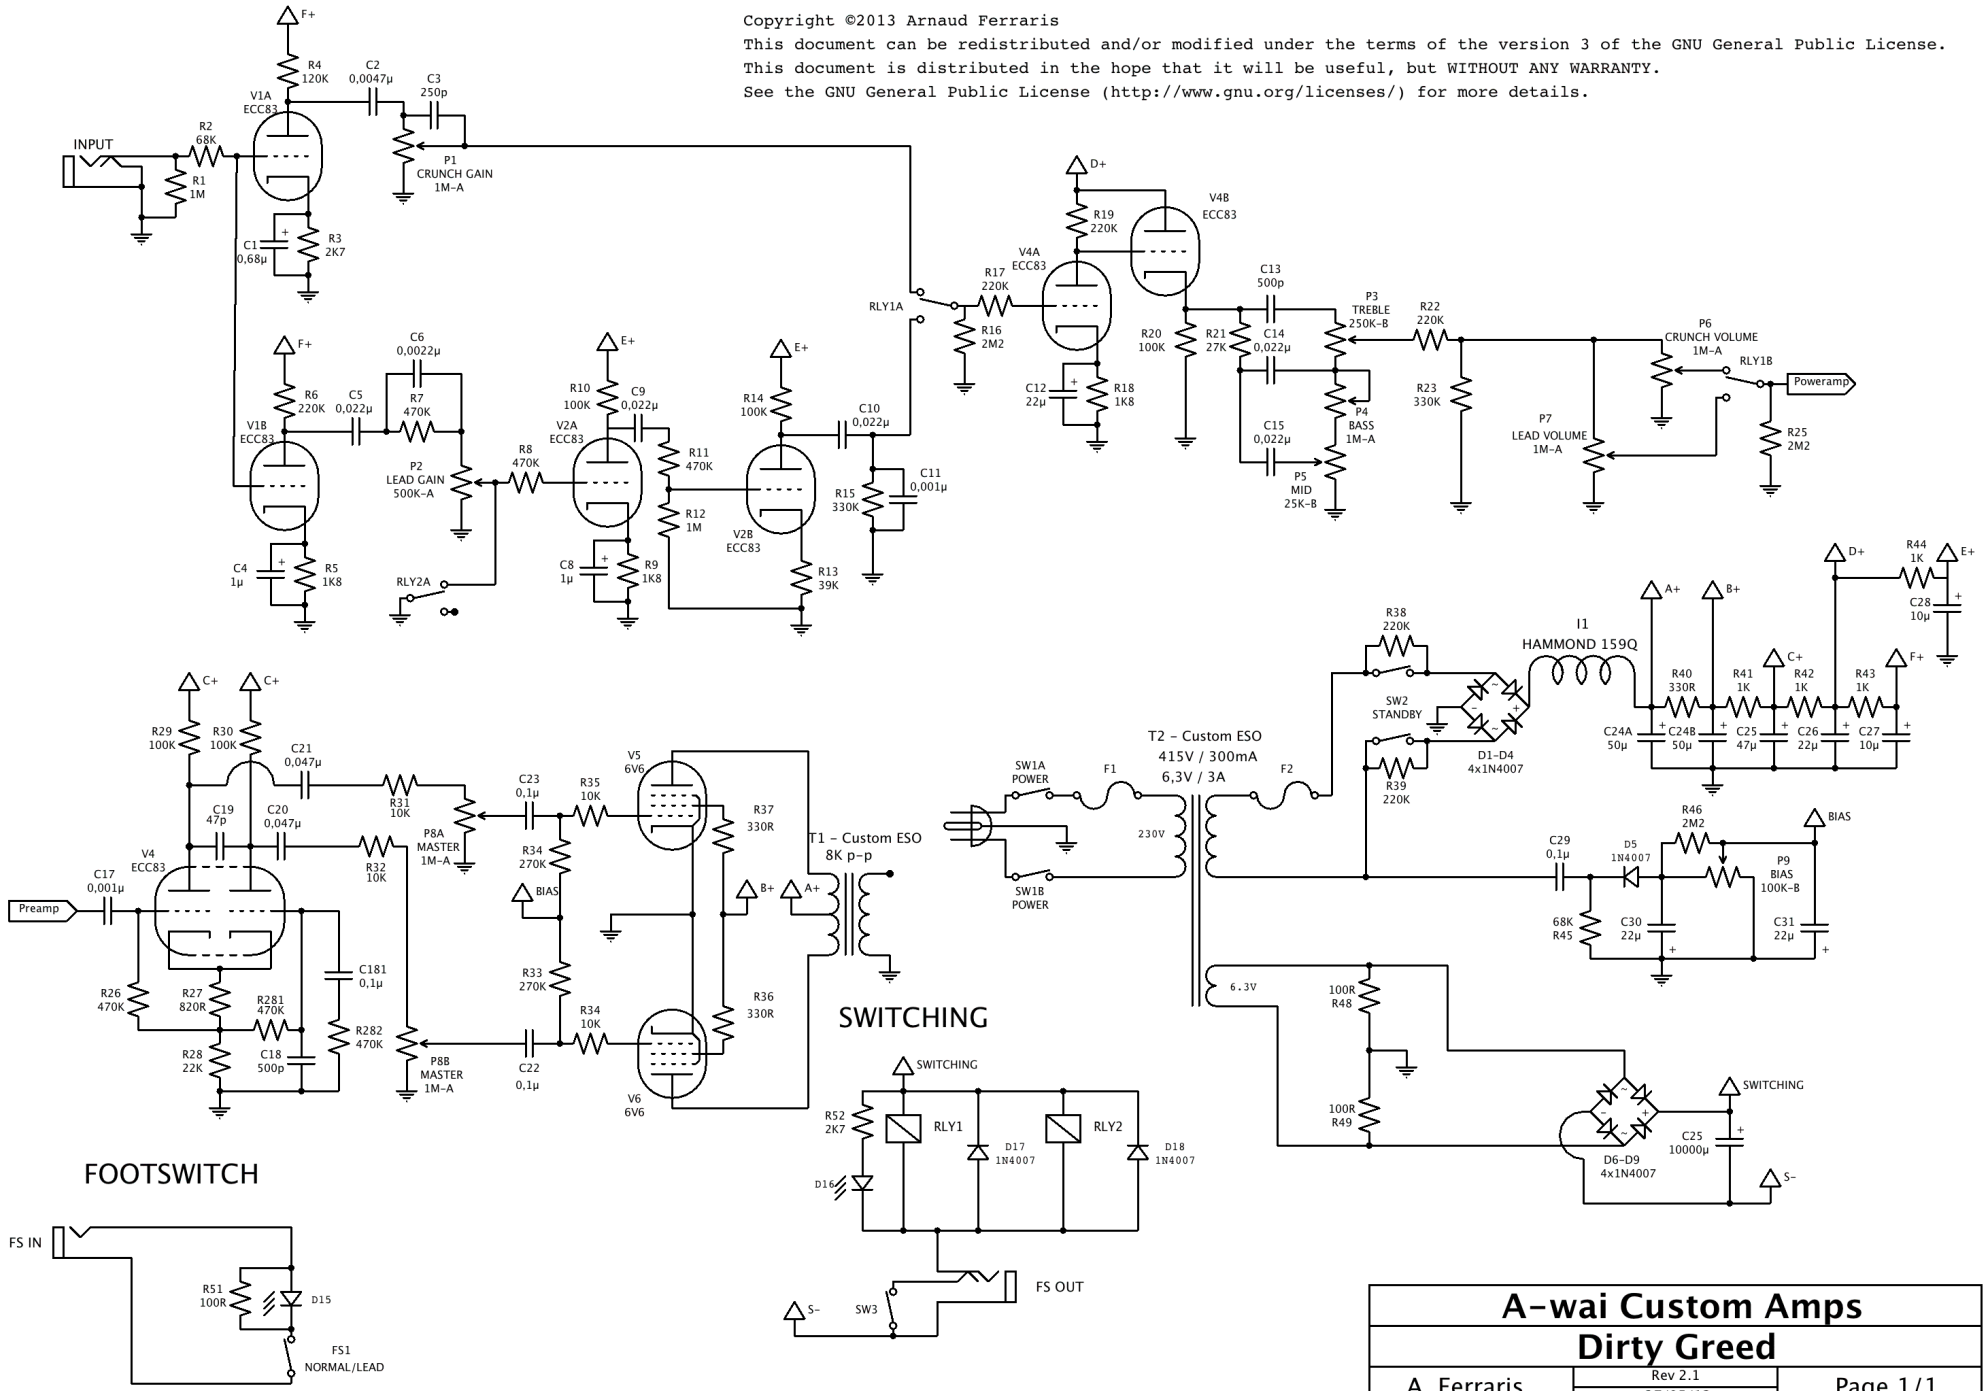 Copyright ©2013 Arnaud Ferraris
This document can be redistributed and/or modified under the terms of the version 3 of the GNU General Public License.
This document is distributed in the hope that it will be useful, but WITHOUT ANY WARRANTY.
See the GNU General Public License (http://www.gnu.org/licenses/) for more details.
F+
R4
120K
C2
0,0047µ
C3
250p
V1A
ECC83
INPUT
R2
68K
R1
1M
P1
CRUNCH GAIN
1M-A
C1
0,68µ
+
R3
2K7
F+
R6
220K
C5
0,022µ
C6
0,0022µ
R7
470K
V1B
ECC83
P2
LEAD GAIN
500K-A
C4
1µ
+
R5
1K8
RLY2A
R8
470K
E+
R10
100K
C9
0,022µ
V2A
ECC83
R11
470K
R12
1M
C8
1µ
+
R9
1K8
E+
R14
100K
V2B
ECC83
R13
39K
C10
0,022µ
R15
330K
C11
0,001µ
RLY1A
R17
220K
R16
2M2
D+
R19
220K
V4A
ECC83
V4B
ECC83
C12
22µ
+
R18
1K8
R20
100K
R21
27K
C13
500p
C14
0,022µ
C15
0,022µ
P3
TREBLE
250K-B
P4
BASS
1M-A
P5
MID
25K-B
R22
220K
R23
330K
P6
CRUNCH VOLUME
1M-A
P7
LEAD VOLUME
1M-A
RLY1B
Poweramp
R25
2M2
C+
C+
R29
100K
R30
100K
C21
0,047µ
C19
47p
C20
0,047µ
R31
10K
R32
10K
V4
ECC83
C17
0,001µ
Preamp
R26
470K
R27
820R
R28
22K
R281
470K
C18
500p
C181
0,1µ
R282
470K
P8A
MASTER
1M-A
P8B
MASTER
1M-A
C23
0,1µ
R35
10K
R34
270K
BIAS
R33
270K
R34
10K
C22
0,1µ
V5
6V6
V6
6V6
R37
330R
R36
330R
B+
A+
T1 - Custom ESO
8K p-p
SW1A
POWER
SW1B
POWER
F1
230V
T2 - Custom ESO
415V / 300mA
6,3V / 3A
F2
R38
220K
SW2
STANDBY
R39
220K
~
-
+
~
D1-D4
4x1N4007
I1
HAMMOND 159Q
A+
B+
C+
D+
E+
F+
R40
330R
R41
1K
R42
1K
R43
1K
R44
1K
C24A
50µ
+
C24B
50µ
+
C25
47µ
+
C26
22µ
+
C27
10µ
+
C28
10µ
+
C29
0,1µ
D5
1N4007
R46
2M2
P9
BIAS
100K-B
BIAS
68K
R45
C30
22µ
+
C31
22µ
+
6.3V
100R
R48
100R
R49
~
-
+
~
D6-D9
4x1N4007
SWITCHING
C25
10000µ
+
S-
SWITCHING
SWITCHING
R52
2K7
D16
RLY1
D17
1N4007
RLY2
D18
1N4007
S-
SW3
FS OUT
FOOTSWITCH
FS IN
R51
100R
D15
FS1
NORMAL/LEAD
A-wai Custom Amps
Dirty Greed
A. Ferraris
Rev 2.1
Page 1/1